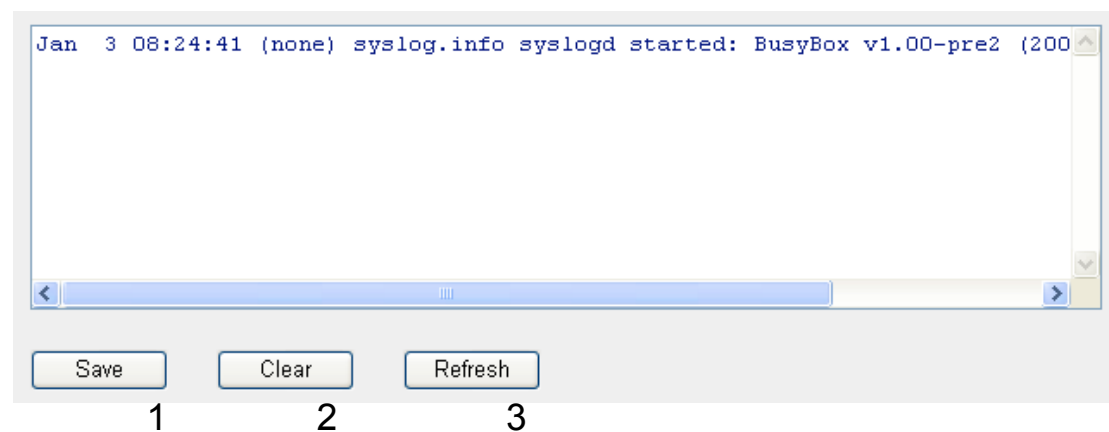 Jan  3 08:24:41 (none) syslog.info syslogd started: BusyBox v1.00-pre2 (200
Save Clear Refresh
1 2 3